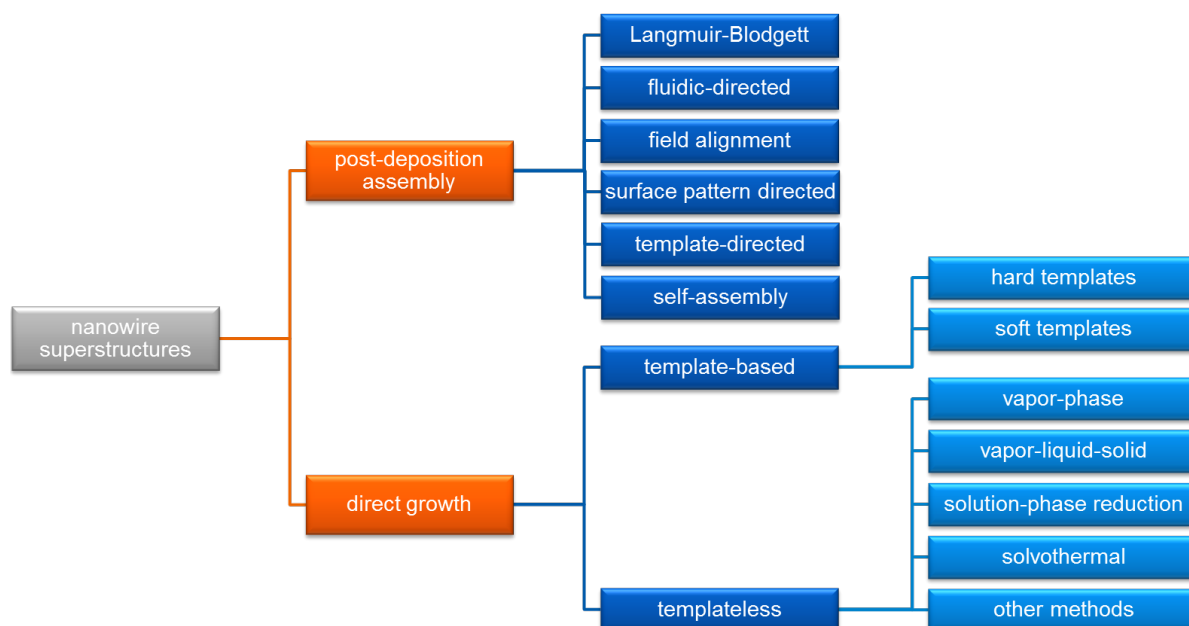 nanowire
superstructures
post-deposition
assembly
Langmuir-Blodgett
fluidic-directed
field alignment
surface pattern directed
template-directed
self-assembly
direct growth
template-based
hard templates
soft templates
templateless
vapor-phase
vapor-liquid-solid
solution-phase reduction
solvothermal
other methods